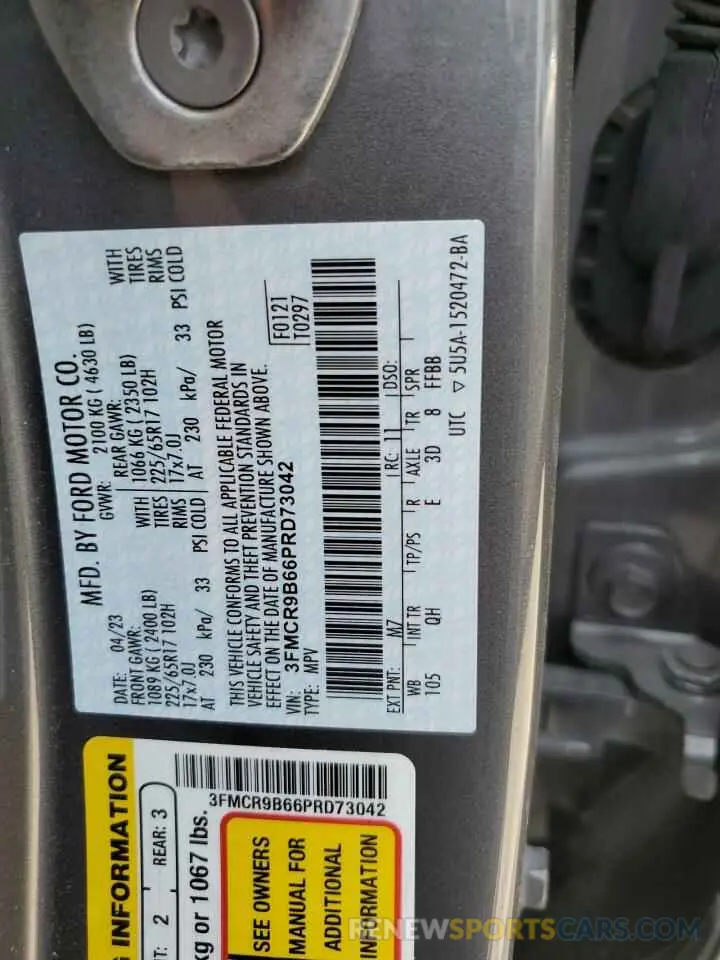 MFD. BY FORD MOTOR CO.
DATE: 04/23
GVWR: 2100 KG ( 4630 LB)
FRONT GAWR: REAR GAWR:
1089 KG ( 2400 LB) WITH 1066 KG ( 2350 LB) WITH
225/65R17 102H TIRES 225/65R17 102H TIRES
17x7.0J RIMS 17x7.0J RIMS
AT 230 kPa/ 33 PSI COLD AT 230 kPa/ 33 PSI COLD
THIS VEHICLE CONFORMS TO ALL APPLICABLE FEDERAL MOTOR
VEHICLE SAFETY AND THEFT PREVENTION STANDARDS IN
EFFECT ON THE DATE OF MANUFACTURE SHOWN ABOVE.
VIN: 3FMCR9B66PRD73042
TYPE: MPV
F0121
T0297
EXT PNT: M7 RC: 11 DSO:
WB INT TR TP/PS R AXLE TR SPR
105 QH E 3D 8 FFBB
UTC ▽ 5U5A-1520472-BA
G INFORMATION
2 REAR: 3
kg or 1067 lbs.
3FMCR9B66PRD73042
SEE OWNERS
MANUAL FOR
ADDITIONAL
INFORMATION
RENEWSPORTCAR.COM